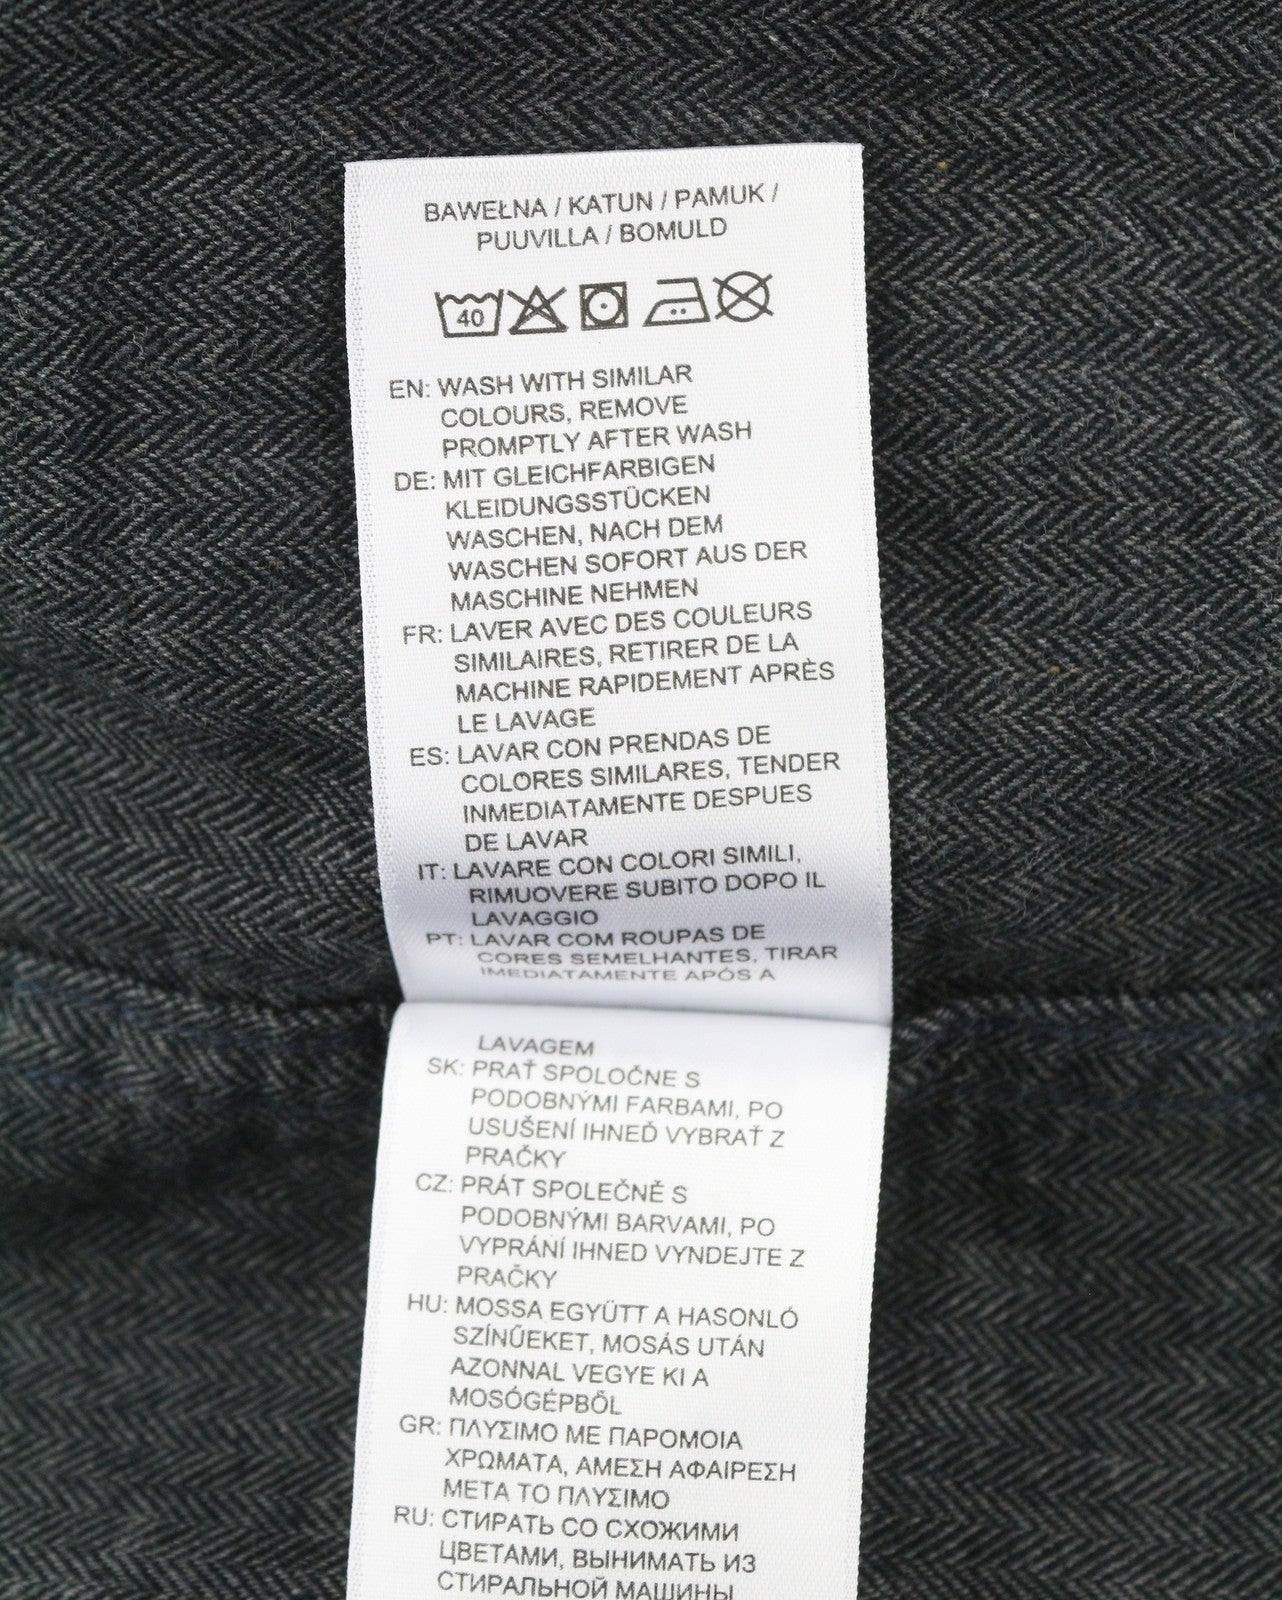 BAWEŁNA / KATUN / PAMUK /
PUUVILLA / BOMULD
40
EN: WASH WITH SIMILAR
COLOURS, REMOVE
PROMPTLY AFTER WASH
DE: MIT GLEICHFARBIGEN
KLEIDUNGSSTÜCKEN
WASCHEN, NACH DEM
WASCHEN SOFORT AUS DER
MASCHINE NEHMEN
FR: LAVER AVEC DES COULEURS
SIMILAIRES, RETIRER DE LA
MACHINE RAPIDEMENT APRÈS
LE LAVAGE
ES: LAVAR CON PRENDAS DE
COLORES SIMILARES, TENDER
INMEDIATAMENTE DESPUES
DE LAVAR
IT: LAVARE CON COLORI SIMILI,
RIMUOVERE SUBITO DOPO IL
LAVAGGIO
PT: LAVAR COM ROUPAS DE
CORES SEMELHANTES, TIRAR
IMEDIATAMENTE APÓS A
LAVAGEM
SK: PRAŤ SPOLOČNE S
PODOBNÝMI FARBAMI, PO
USUŠENÍ IHNEĎ VYBRAŤ Z
PRAČKY
CZ: PRÁT SPOLEČNĚ S
PODOBNÝMI BARVAMI, PO
VYPRÁNÍ IHNED VYNDEJTE Z
PRAČKY
HU: MOSSA EGYÜTT A HASONLÓ
SZÍNŰEKET, MOSÁS UTÁN
AZONNAL VEGYE KI A
MOSÓGÉPBŐL
GR: ΠΛΥΣΙΜΟ ΜΕ ΠΑΡΟΜΟΙΑ
ΧΡΩΜΑΤΑ, ΑΜΕΣΗ ΑΦΑΙΡΕΣΗ
ΜΕΤΑ ΤΟ ΠΛΥΣΙΜΟ
RU: СТИРАТЬ СО СХОЖИМИ
ЦВЕТАМИ, ВЫНИМАТЬ ИЗ
СТИРАЛЬНОЙ МАШИНЫ